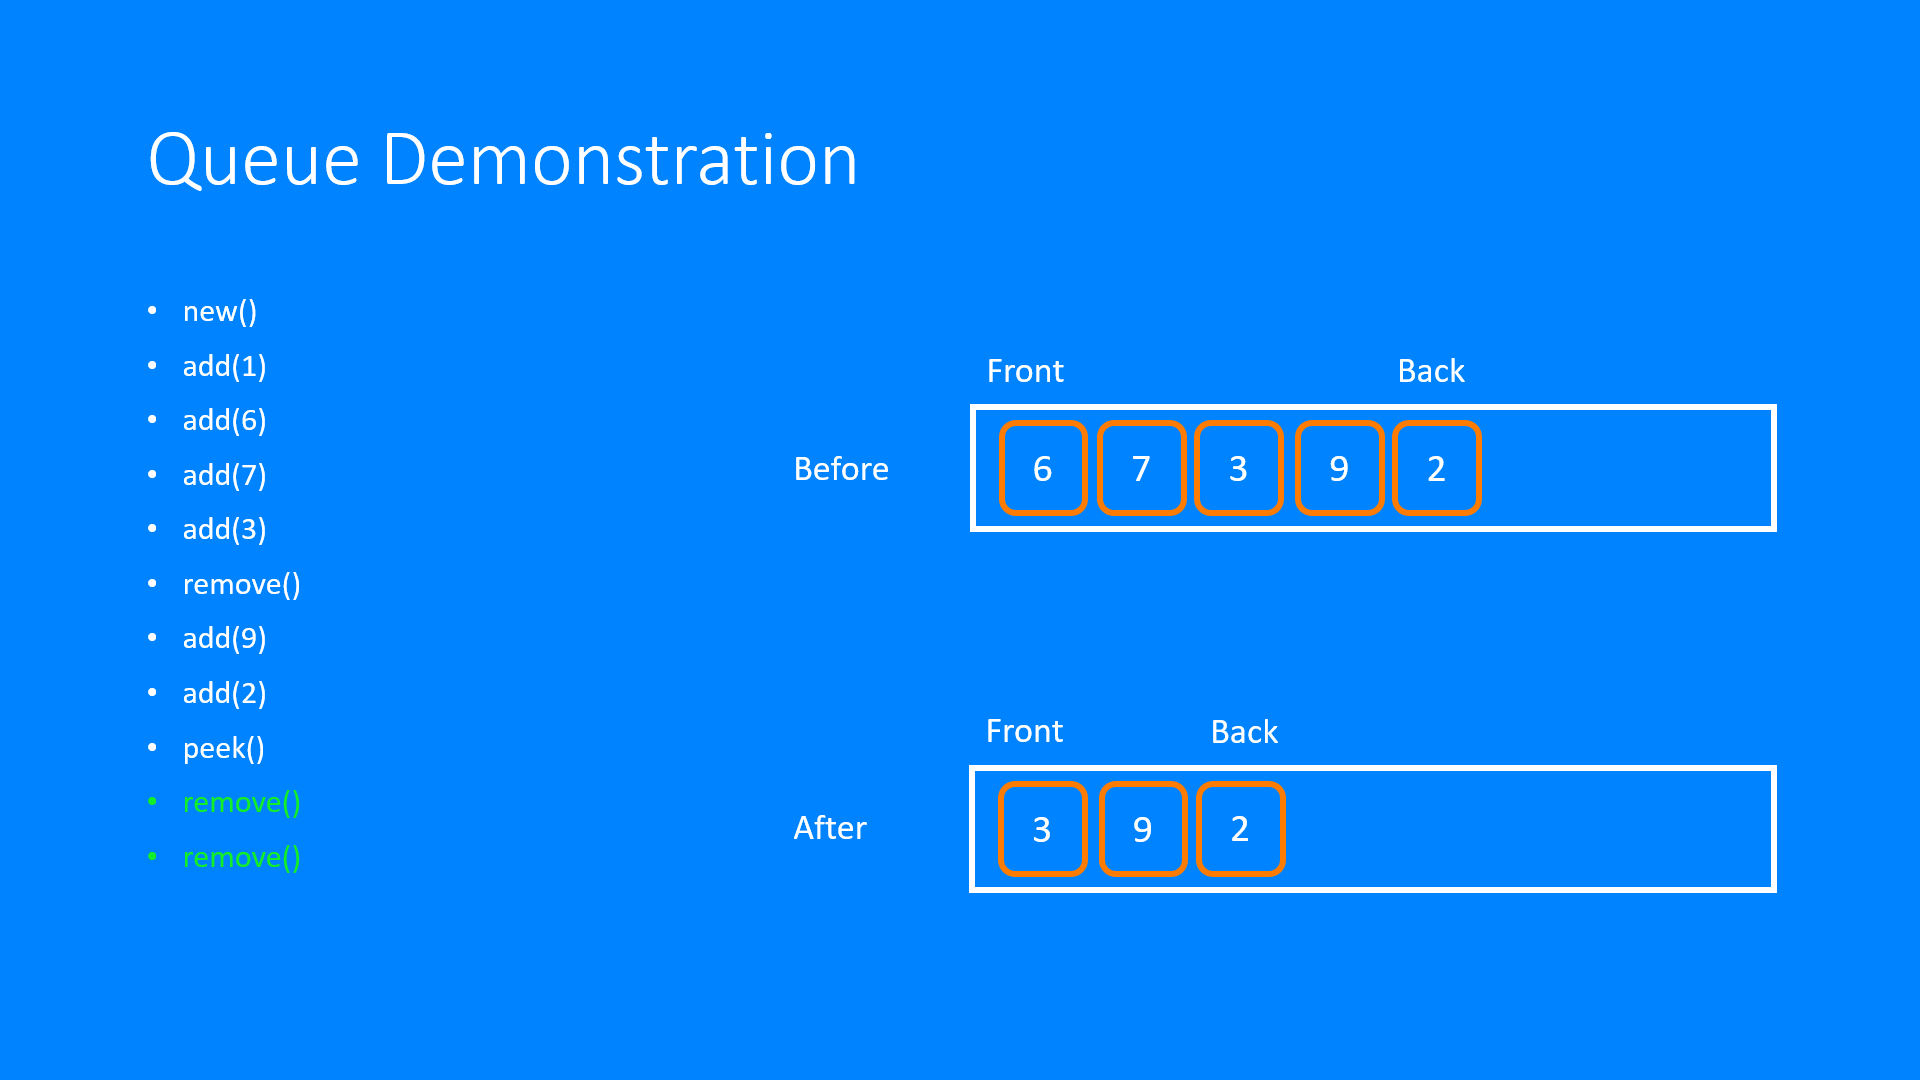 Queue Demonstration
• new()
• add(1)
• add(6)
• add(7)
• add(3)
• remove()
• add(9)
• add(2)
• peek()
• remove()
• remove()
Front Back
Before 6 7 3 9 2
Front Back
After 3 9 2